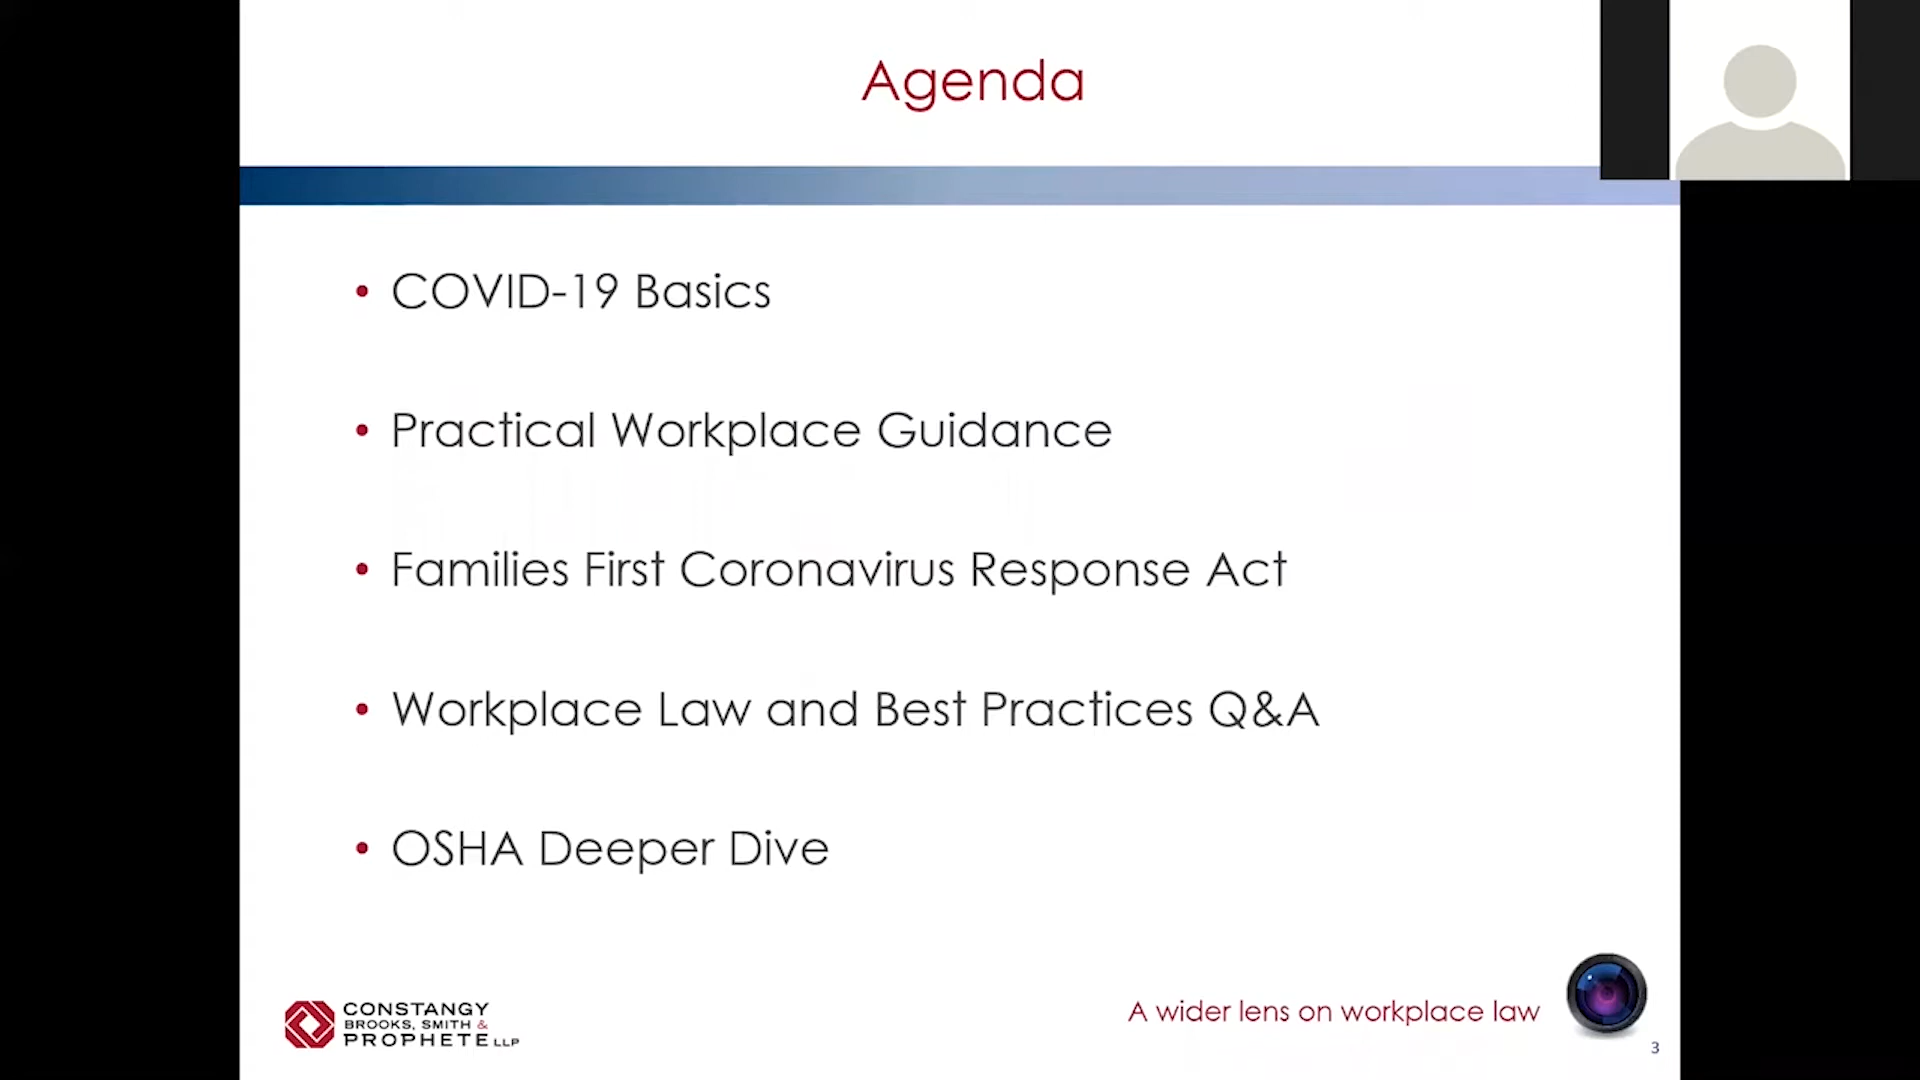 Agenda
• COVID-19 Basics
• Practical Workplace Guidance
• Families First Coronavirus Response Act
• Workplace Law and Best Practices Q&A
• OSHA Deeper Dive
CONSTANGY
BROOKS, SMITH &
PROPHETE LLP
A wider lens on workplace law
3